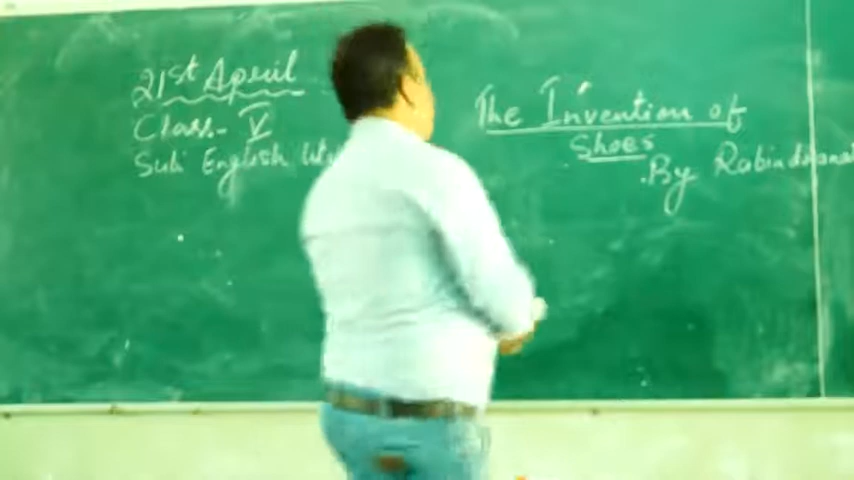 21st April
Class- V
Sub: English
The Invention of
Shoes
By